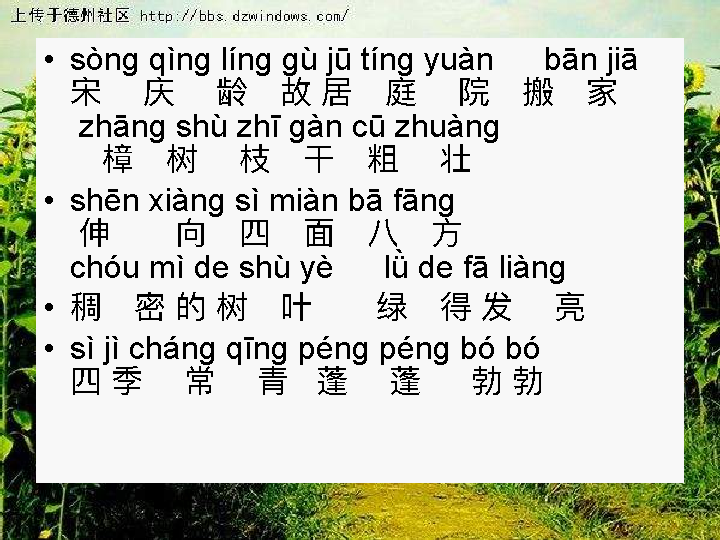 上传于德州社区 http://bbs.dzwindows.com/
• sòng qìng líng gù jū tíng yuàn bān jiā
宋 庆 龄 故 居 庭 院 搬 家
zhāng shù zhī gàn cū zhuàng
樟 树 枝 干 粗 壮
• shēn xiàng sì miàn bā fāng
伸 向 四 面 八 方
chóu mì de shù yè lǜ de fā liàng
• 稠 密 的 树 叶 绿 得 发 亮
• sì jì cháng qīng péng péng bó bó
四 季 常 青 蓬 蓬 勃 勃